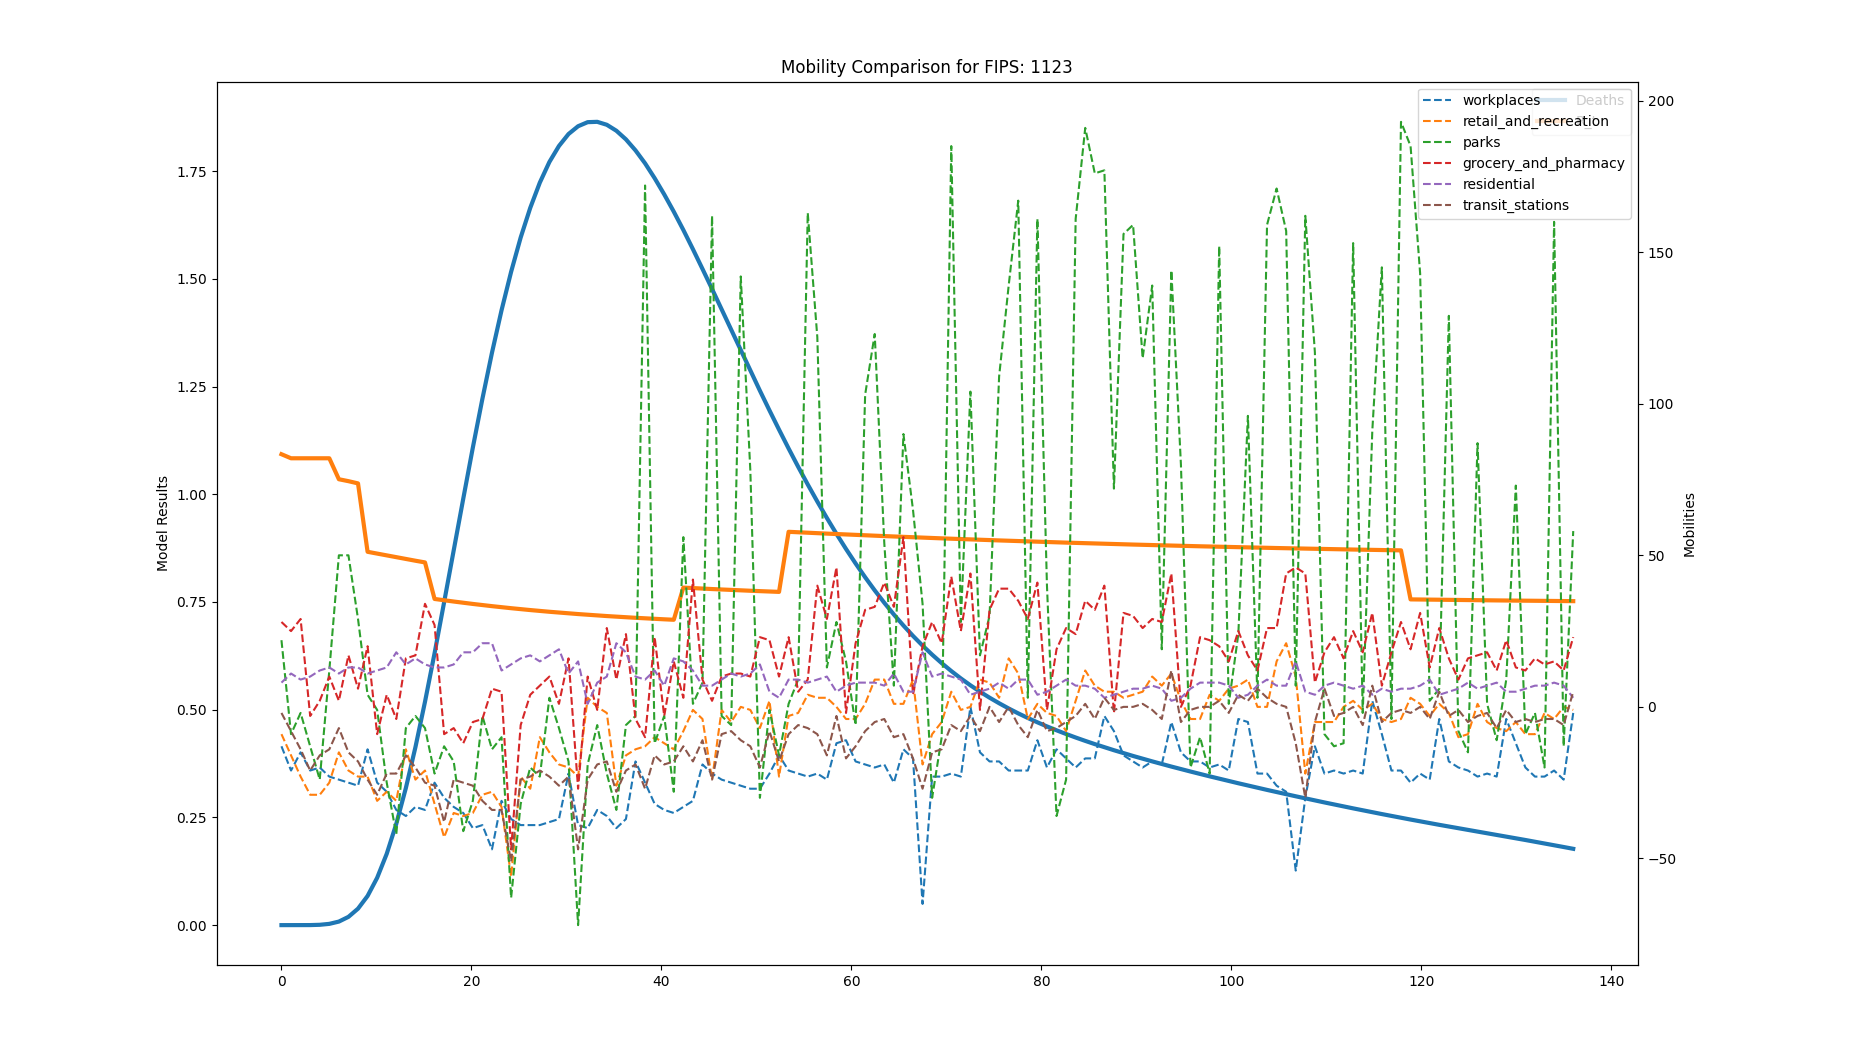 Mobility Comparison for FIPS: 1123
workplaces
retail_and_recreation
parks
grocery_and_pharmacy
residential
transit_stations
Deaths
Model Results
1.75
1.50
1.25
1.00
0.75
0.50
0.25
0.00
Mobilities
200
150
100
50
0
−50
0 20 40 60 80 100 120 140